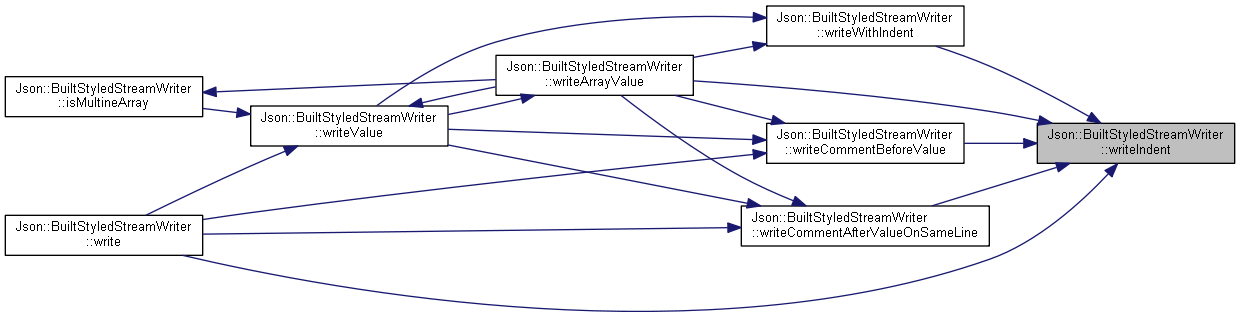 Json::BuiltStyledStreamWriter
::writeWithIndent
Json::BuiltStyledStreamWriter
::writeArrayValue
Json::BuiltStyledStreamWriter
::isMultineArray
Json::BuiltStyledStreamWriter
::writeValue
Json::BuiltStyledStreamWriter
::writeCommentBeforeValue
Json::BuiltStyledStreamWriter
::writeIndent
Json::BuiltStyledStreamWriter
::write
Json::BuiltStyledStreamWriter
::writeCommentAfterValueOnSameLine